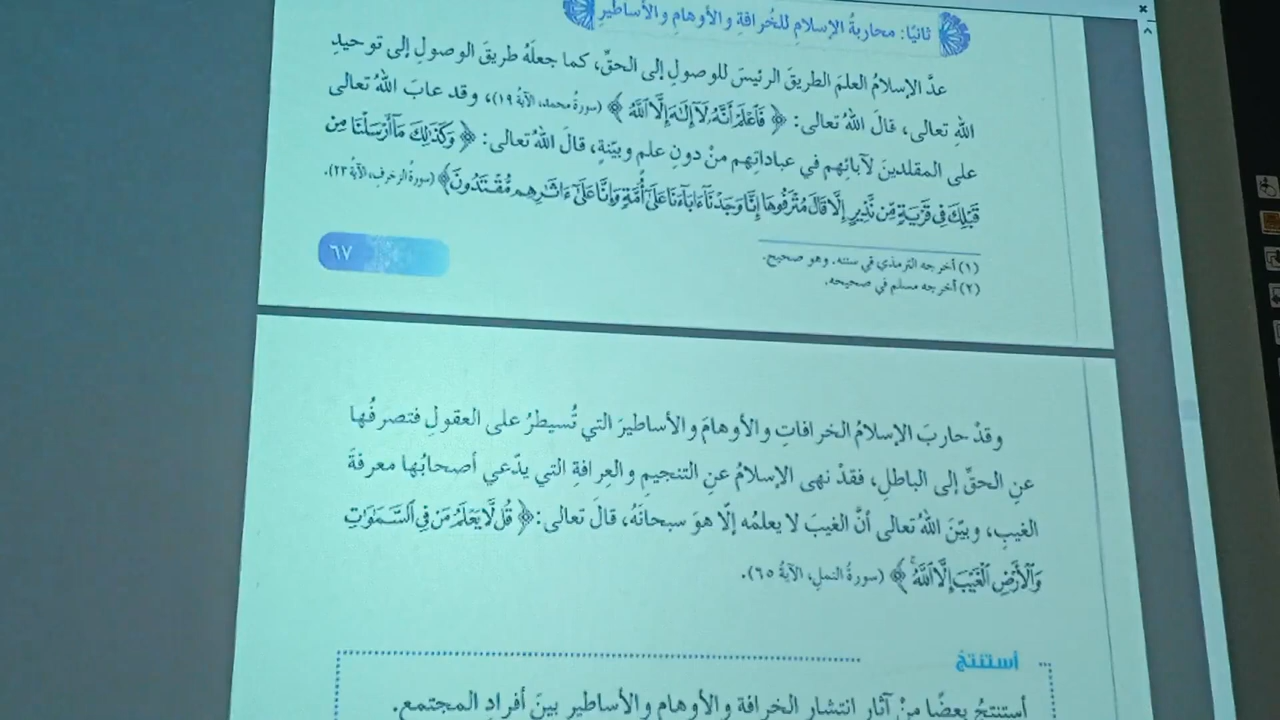 ثانيًا: محاربةُ الإسلامِ للخُرافةِ والأوهامِ والأساطيرِ
عدَّ الإسلامُ العلمَ الطريقَ الرئيسَ للوصولِ إلى الحقِّ، كما جعلَهُ طريقَ الوصولِ إلى توحيدِ
اللهِ تعالى، قالَ اللهُ تعالى: ﴿ فَٱعْلَمْ أَنَّهُۥ لَآ إِلَٰهَ إِلَّا ٱللَّهُ ﴾ (سورةُ محمد، الآيةُ ١٩)، وقد عابَ اللهُ تعالى
على المقلدينَ لآبائِهم في عباداتِهم منْ دونِ علمٍ وبيّنةٍ، قالَ اللهُ تعالى: ﴿ وَكَذَٰلِكَ مَآ أَرْسَلْنَا مِن
قَبْلِكَ فِى قَرْيَةٍ مِّن نَّذِيرٍ إِلَّا قَالَ مُتْرَفُوهَآ إِنَّا وَجَدْنَآ ءَابَآءَنَا عَلَىٰٓ أُمَّةٍ وَإِنَّا عَلَىٰٓ ءَاثَٰرِهِم مُّقْتَدُونَ﴾ (سورةُ الزخرفِ، الآيةُ ٢٣).
(١) أخرجه الترمذي في سننه. وهو صحيح.
(٢) أخرجه مسلم في صحيحه.
٦٧
وقدْ حاربَ الإسلامُ الخرافاتِ والأوهامَ والأساطيرَ التي تُسيطرُ على العقولِ فتصرفُها
عنِ الحقِّ إلى الباطلِ، فقدْ نهى الإسلامُ عنِ التنجيمِ والعِرافةِ التي يدّعي أصحابُها معرفةَ
الغيبِ، وبيّنَ اللهُ تعالى أنَّ الغيبَ لا يعلمُه إلّا هوَ سبحانَهُ، قالَ تعالى: ﴿ قُل لَّا يَعْلَمُ مَن فِى ٱلسَّمَٰوَٰتِ
وَٱلْأَرْضِ ٱلْغَيْبَ إِلَّا ٱللَّهُ ۚ ﴾ (سورةُ النملِ، الآيةُ ٦٥).
أستنتجُ
أستنتجُ بعضًا منْ آثارِ انتشارِ الخرافةِ والأوهامِ والأساطيرِ بينَ أفرادِ المجتمعِ.